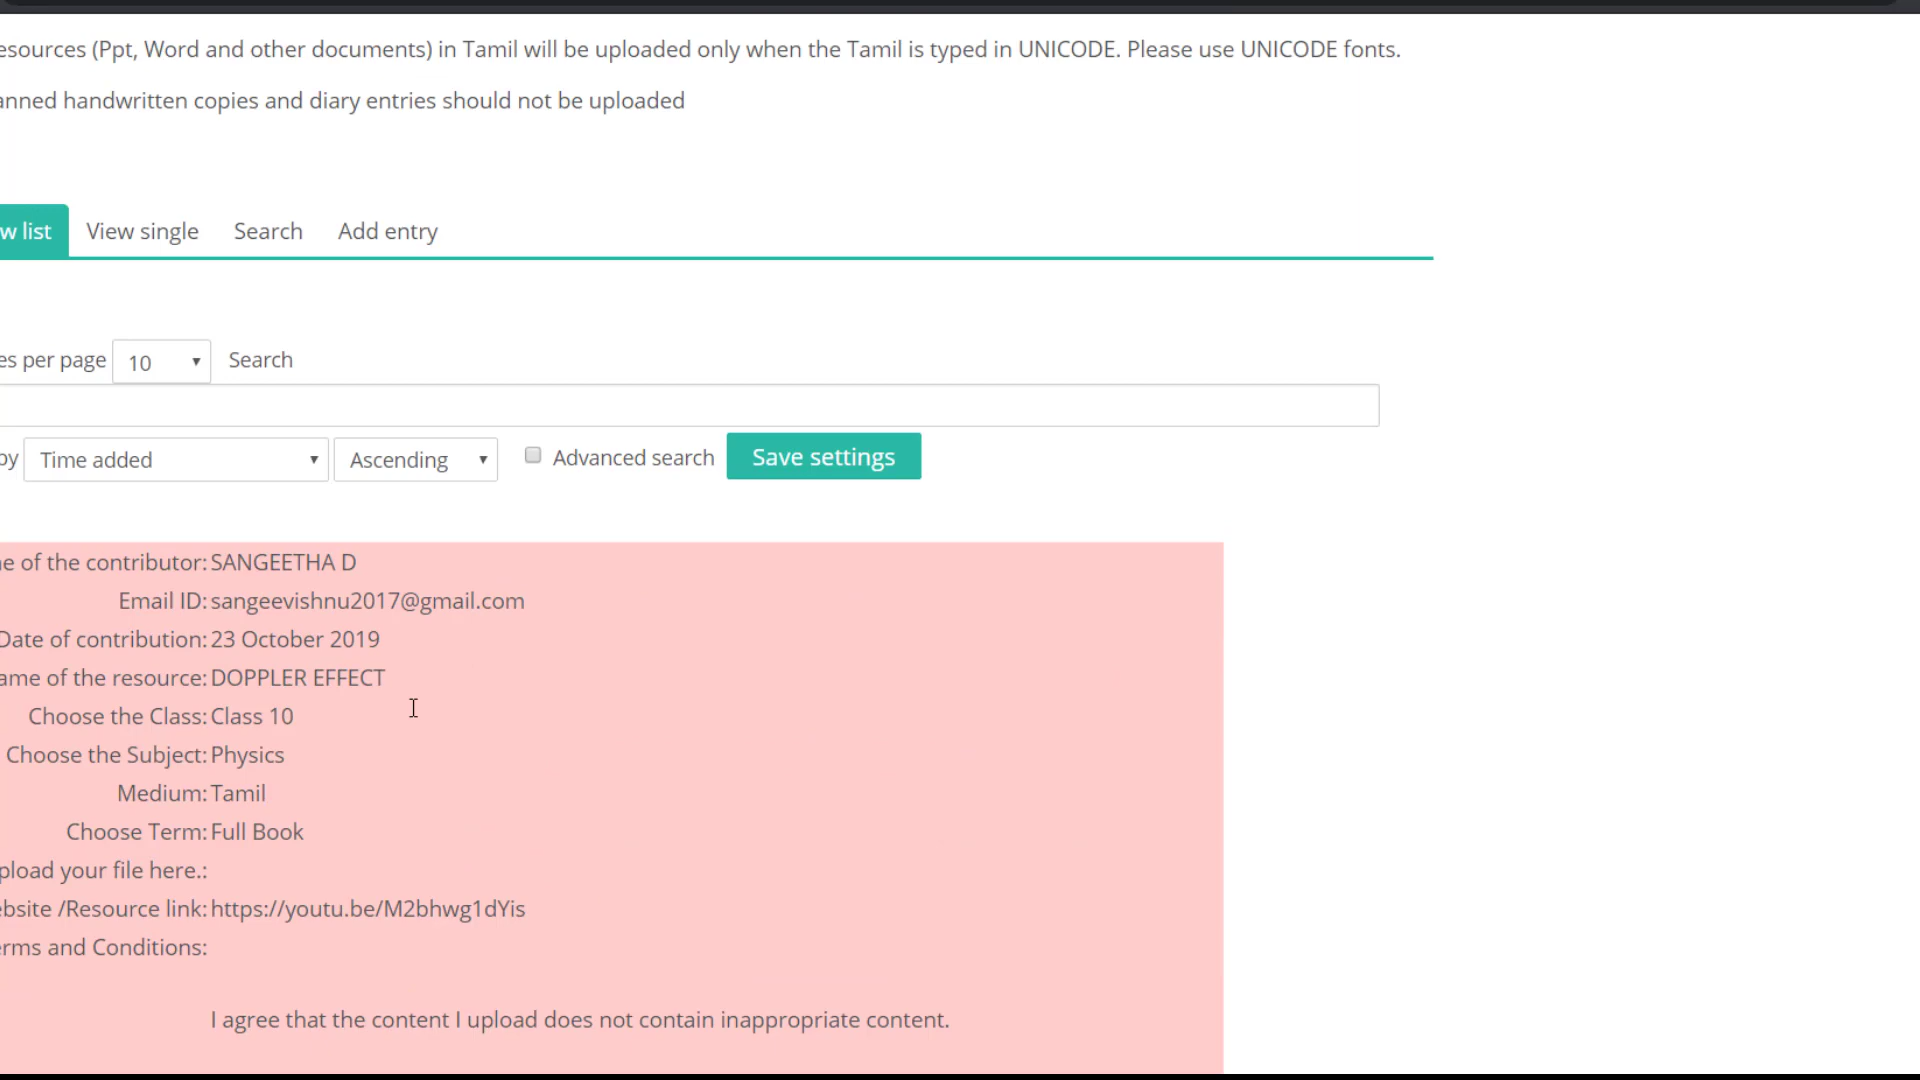 esources (Ppt, Word and other documents) in Tamil will be uploaded only when the Tamil is typed in UNICODE. Please use UNICODE fonts.
anned handwritten copies and diary entries should not be uploaded
w list View single Search Add entry
es per page 10 Search
by Time added Ascending Advanced search Save settings
e of the contributor: SANGEETHA D
Email ID: sangeevishnu2017@gmail.com
Date of contribution: 23 October 2019
ame of the resource: DOPPLER EFFECT
Choose the Class: Class 10
Choose the Subject: Physics
Medium: Tamil
Choose Term: Full Book
pload your file here.:
ebsite /Resource link: https://youtu.be/M2bhwg1dYis
erms and Conditions:
I agree that the content I upload does not contain inappropriate content.